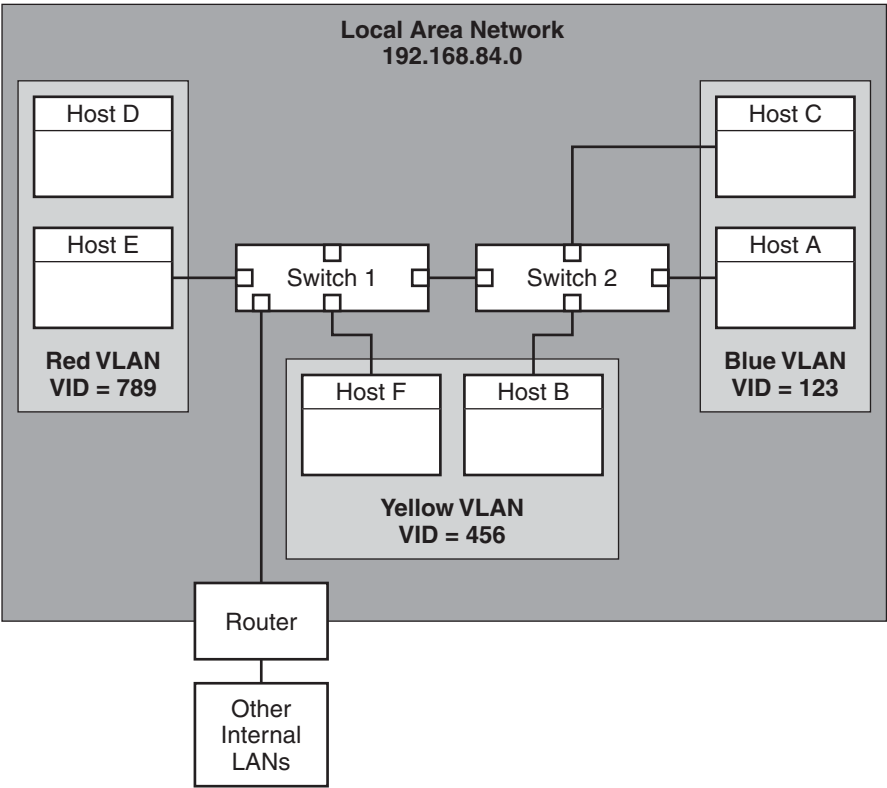 Local Area Network
192.168.84.0
Host D
Host C
Host E
Host A
Switch 1
Switch 2
Red VLAN
VID = 789
Blue VLAN
VID = 123
Host F
Host B
Yellow VLAN
VID = 456
Router
Other
Internal
LANs